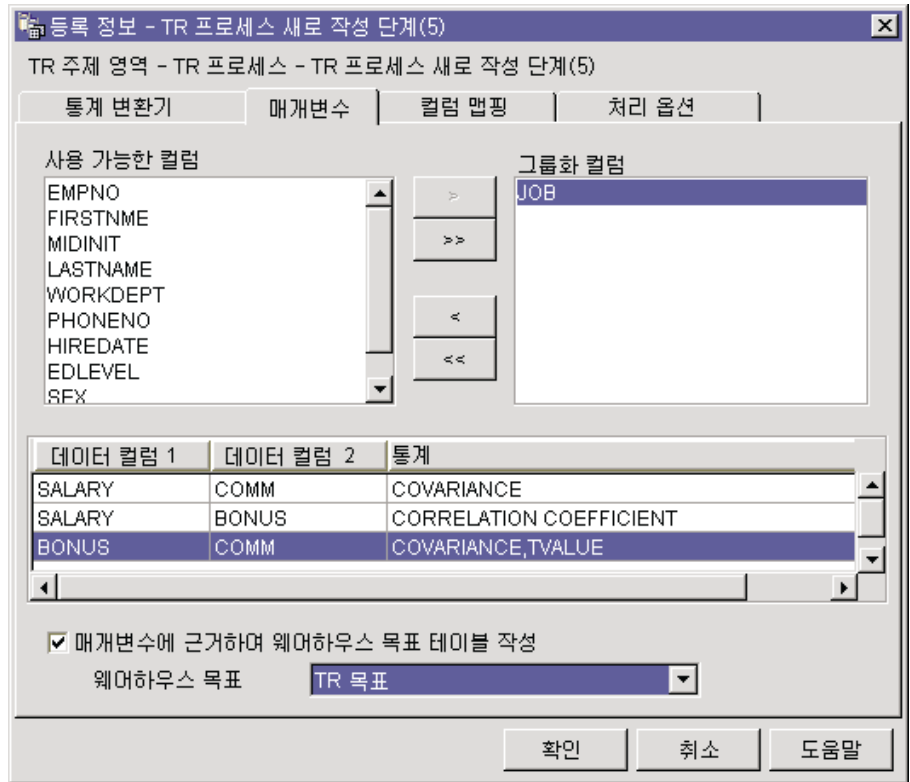 등록 정보 - TR 프로세스 새로 작성 단계(5)
TR 주제 영역 - TR 프로세스 - TR 프로세스 새로 작성 단계(5)
통계 변환기 매개변수 컬럼 맵핑 처리 옵션
사용 가능한 컬럼 그룹화 컬럼
EMPNO > JOB
FIRSTNME
MIDINIT >>
LASTNAME
WORKDEPT
PHONENO <
HIREDATE
EDLEVEL <<
SEX
데이터 컬럼 1 데이터 컬럼 2 통계
SALARY COMM COVARIANCE
SALARY BONUS CORRELATION COEFFICIENT
BONUS COMM COVARIANCE,TVALUE
매개변수에 근거하여 웨어하우스 목표 테이블 작성
웨어하우스 목표 TR 목표
확인 취소 도움말